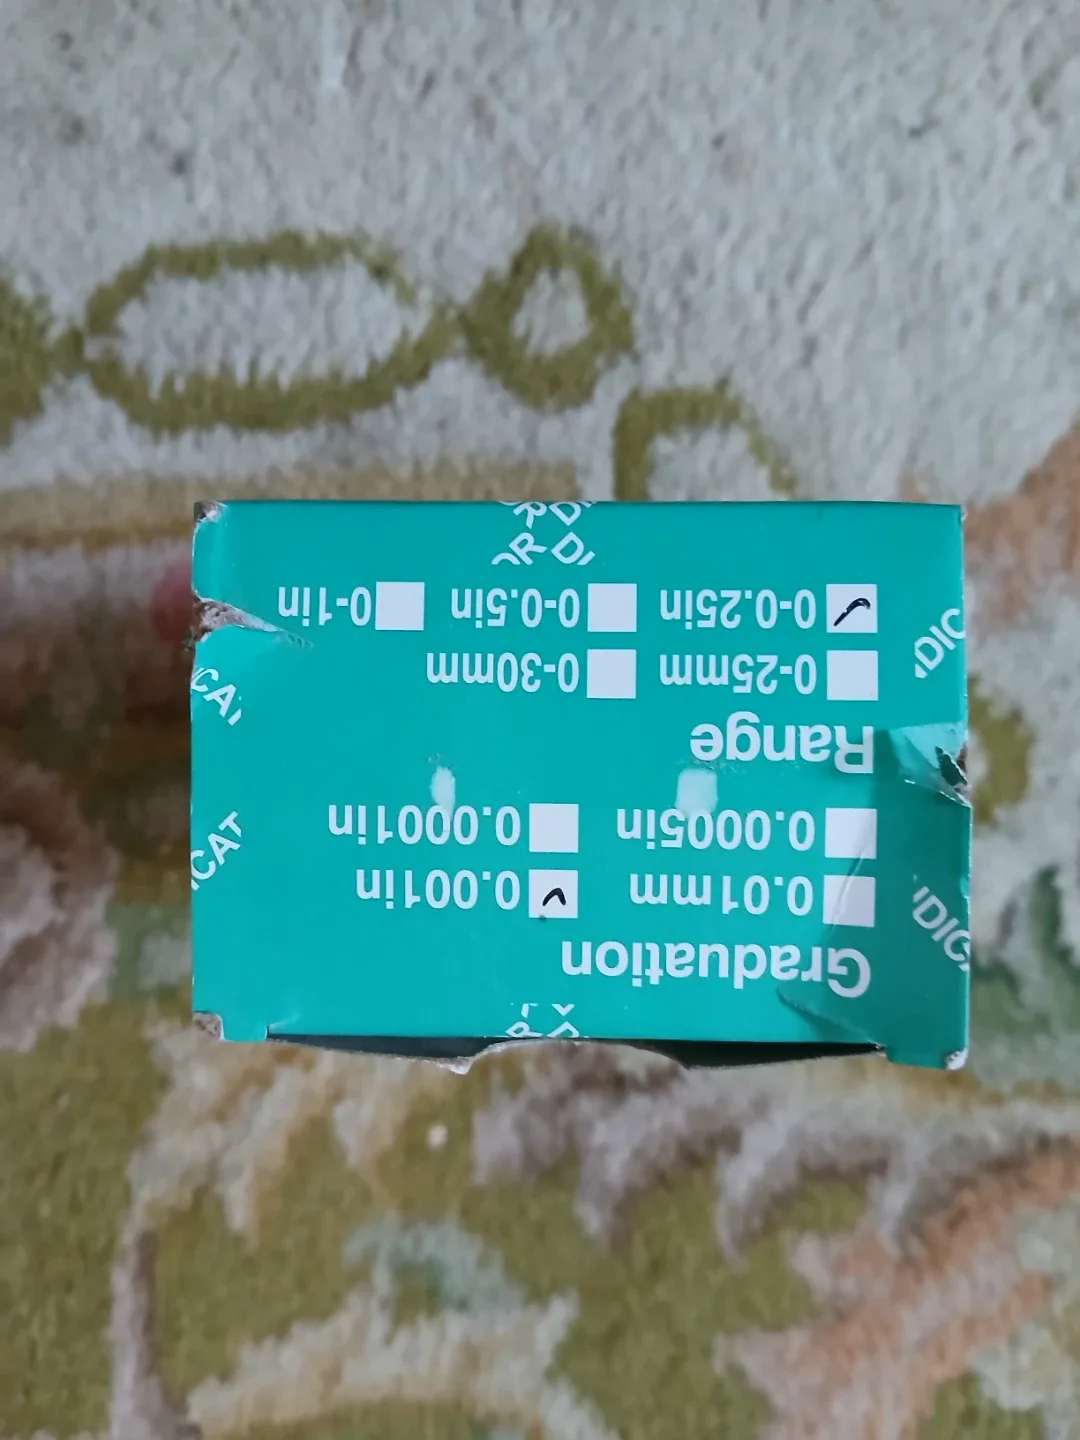 Graduation
0.01mm 0.001in
0.0005in 0.0001in
Range
0-25mm 0-30mm
0-0.25in 0-0.5in 0-1in